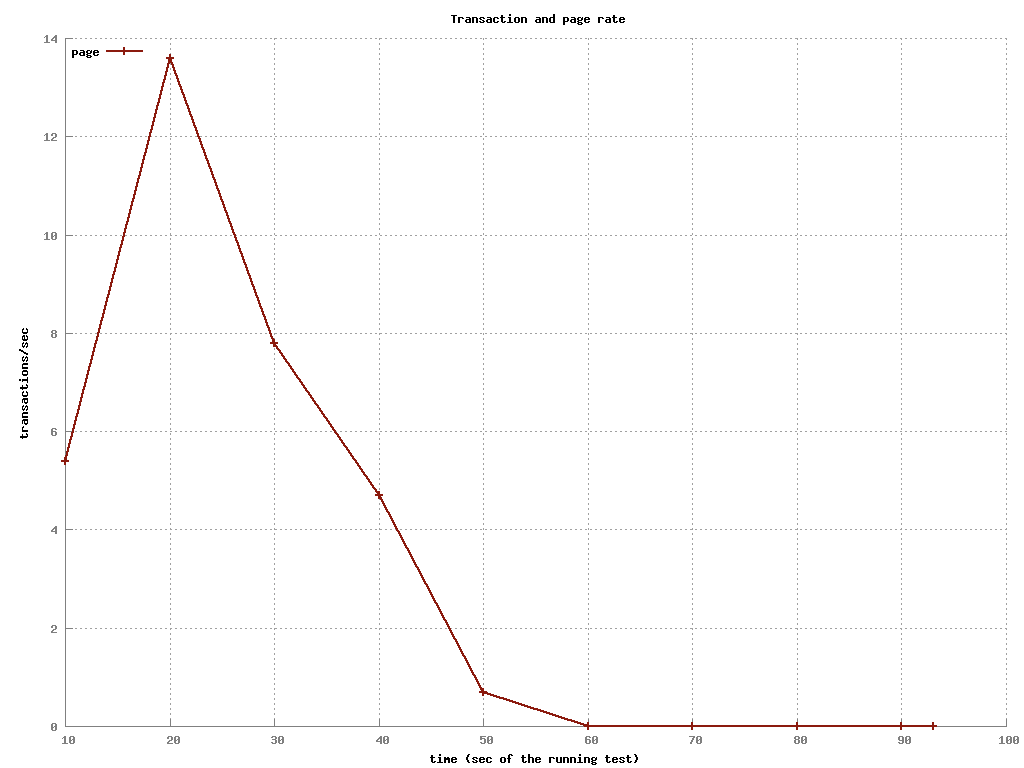 Transaction and page rate
14
page
12
10
8
6
4
2
0
transactions/sec
10 20 30 40 50 60 70 80 90 100
time (sec of the running test)